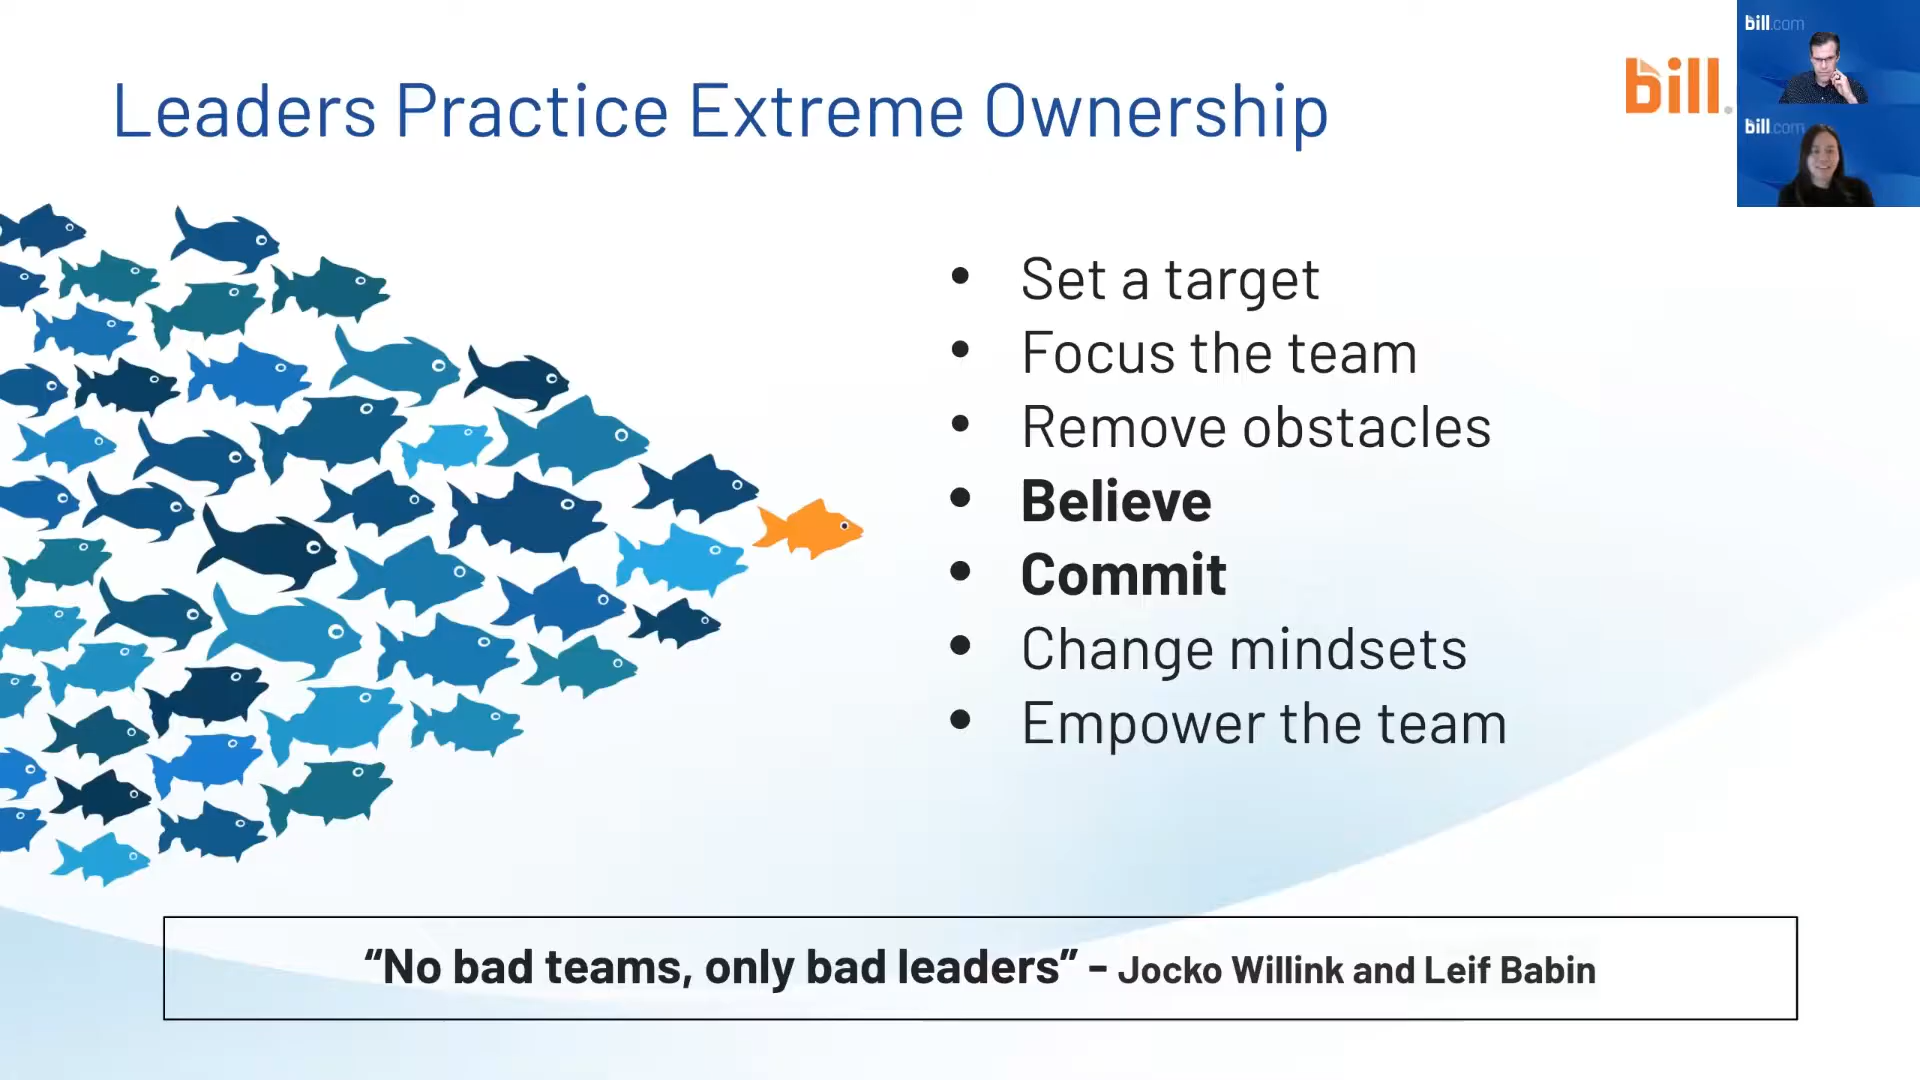 Leaders Practice Extreme Ownership
bill.
bill.com
bill.com
• Set a target
• Focus the team
• Remove obstacles
• Believe
• Commit
• Change mindsets
• Empower the team
“No bad teams, only bad leaders” – Jocko Willink and Leif Babin